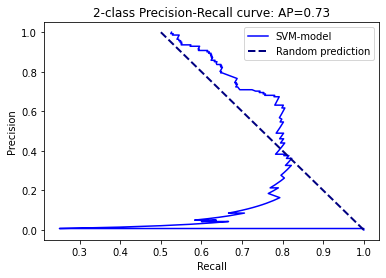 2-class Precision-Recall curve: AP=0.73
SVM-model
Random prediction
Precision
1.0
0.8
0.6
0.4
0.2
0.0
0.3 0.4 0.5 0.6 0.7 0.8 0.9 1.0
Recall